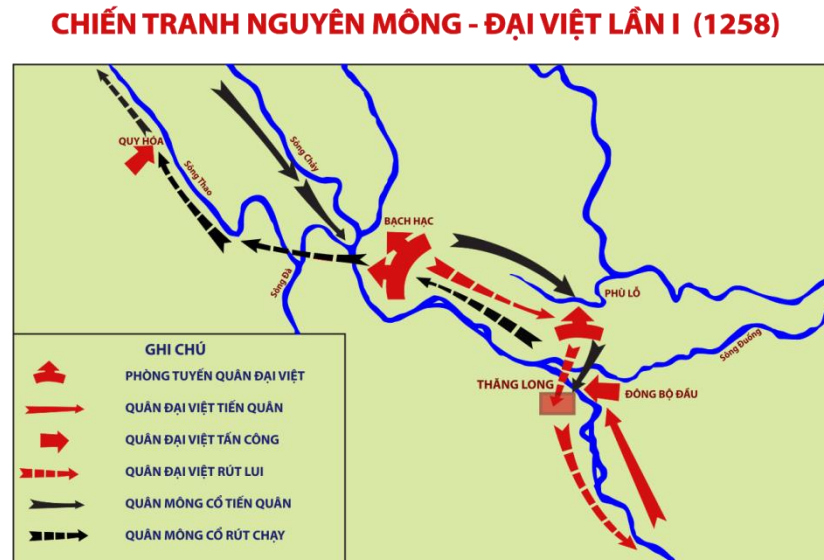 CHIẾN TRANH NGUYÊN MÔNG - ĐẠI VIỆT LẦN I (1258)
QUY HÓA
Sông Thao
Sông Chảy
BẠCH HẠC
Sông Đà
PHÙ LỖ
Sông Đuống
THĂNG LONG
ĐÔNG BỘ ĐẦU
GHI CHÚ
PHÒNG TUYẾN QUÂN ĐẠI VIỆT
QUÂN ĐẠI VIỆT TIẾN QUÂN
QUÂN ĐẠI VIỆT TẤN CÔNG
QUÂN ĐẠI VIỆT RÚT LUI
QUÂN MÔNG CỔ TIẾN QUÂN
QUÂN MÔNG CỔ RÚT CHẠY